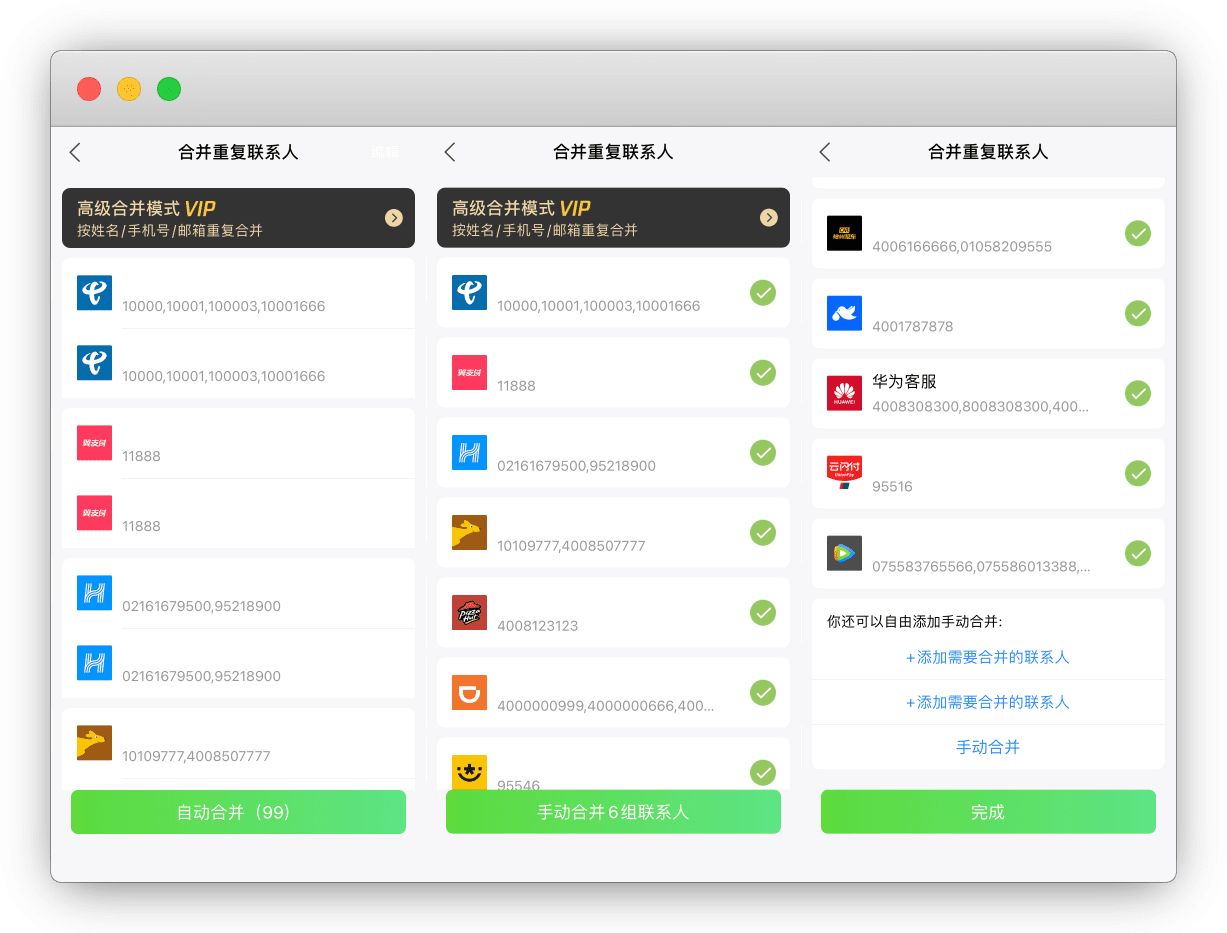 合并重复联系人
编辑
高级合并模式 VIP
按姓名/手机号/邮箱重复合并
10000,10001,100003,10001666
10000,10001,100003,10001666
翼支付
11888
翼支付
11888
02161679500,95218900
02161679500,95218900
10109777,4008507777
自动合并（99）
合并重复联系人
高级合并模式 VIP
按姓名/手机号/邮箱重复合并
10000,10001,100003,10001666
翼支付
11888
02161679500,95218900
10109777,4008507777
Pizza Hut
4008123123
4000000999,4000000666,400...
95546
手动合并6组联系人
合并重复联系人
神州租车
4006166666,01058209555
4001787878
HUAWEI
华为客服
4008308300,8008308300,400...
云闪付
UnionPay
95516
075583765566,075586013388,...
你还可以自由添加手动合并:
+添加需要合并的联系人
+添加需要合并的联系人
手动合并
完成